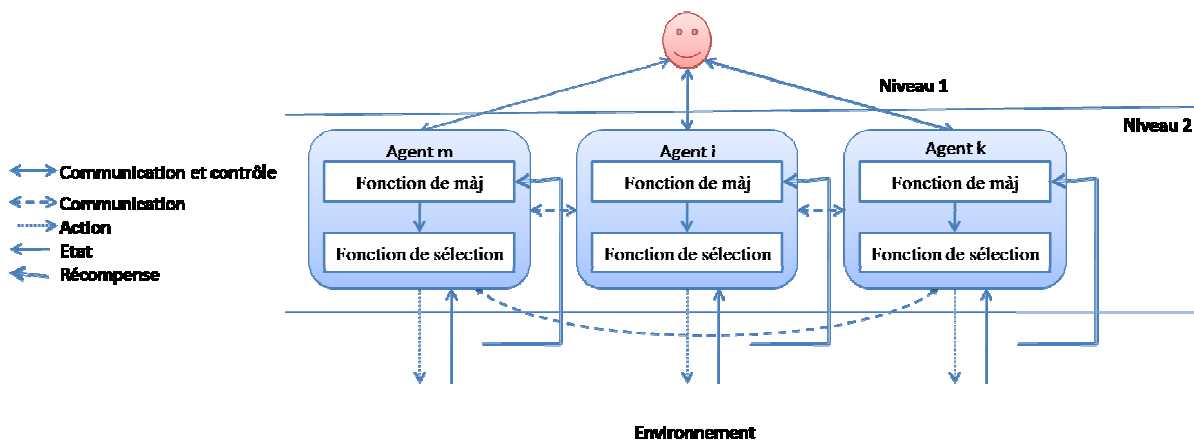 Niveau 1
Niveau 2
Agent m
Fonction de màj
Fonction de sélection
Agent i
Fonction de màj
Fonction de sélection
Agent k
Fonction de màj
Fonction de sélection
Communication et contrôle
Communication
Action
Etat
Récompense
Environnement